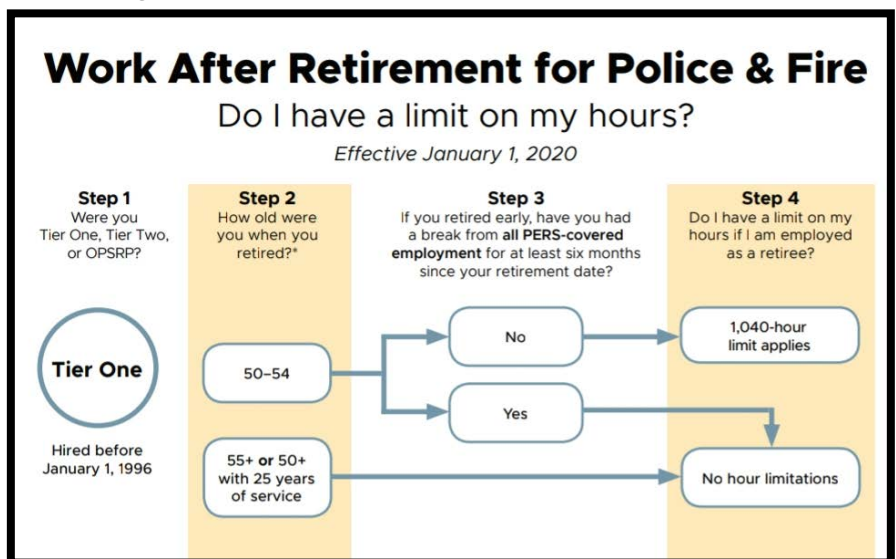 Work After Retirement for Police & Fire
Do I have a limit on my hours?
Effective January 1, 2020
Step 1
Were you
Tier One, Tier Two,
or OPSRP?
Step 2
How old were
you when you
retired?*
Step 3
If you retired early, have you had
a break from all PERS-covered
employment for at least six months
since your retirement date?
Step 4
Do I have a limit on my
hours if I am employed
as a retiree?
Tier One
Hired before
January 1, 1996
50–54
No
1,040-hour
limit applies
Yes
55+ or 50+
with 25 years
of service
No hour limitations